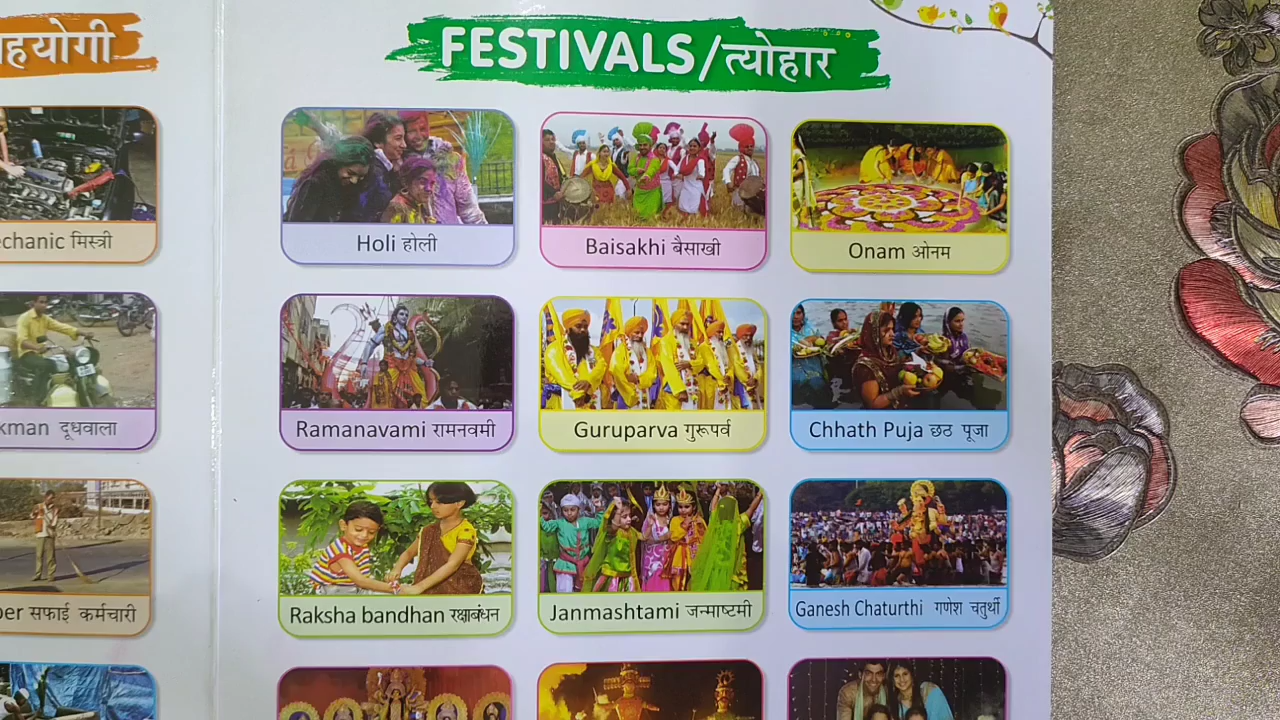 हयोगी
FESTIVALS/त्योहार
echanic मिस्त्री
Holi होली
Baisakhi बैसाखी
Onam ओनम
kman दूधवाला
Ramanavami रामनवमी
Guruparva गुरूपर्व
Chhath Puja छठ पूजा
per सफाई कर्मचारी
Raksha bandhan रक्षाबंधन
Janmashtami जन्माष्टमी
Ganesh Chaturthi गणेश चतुर्थी